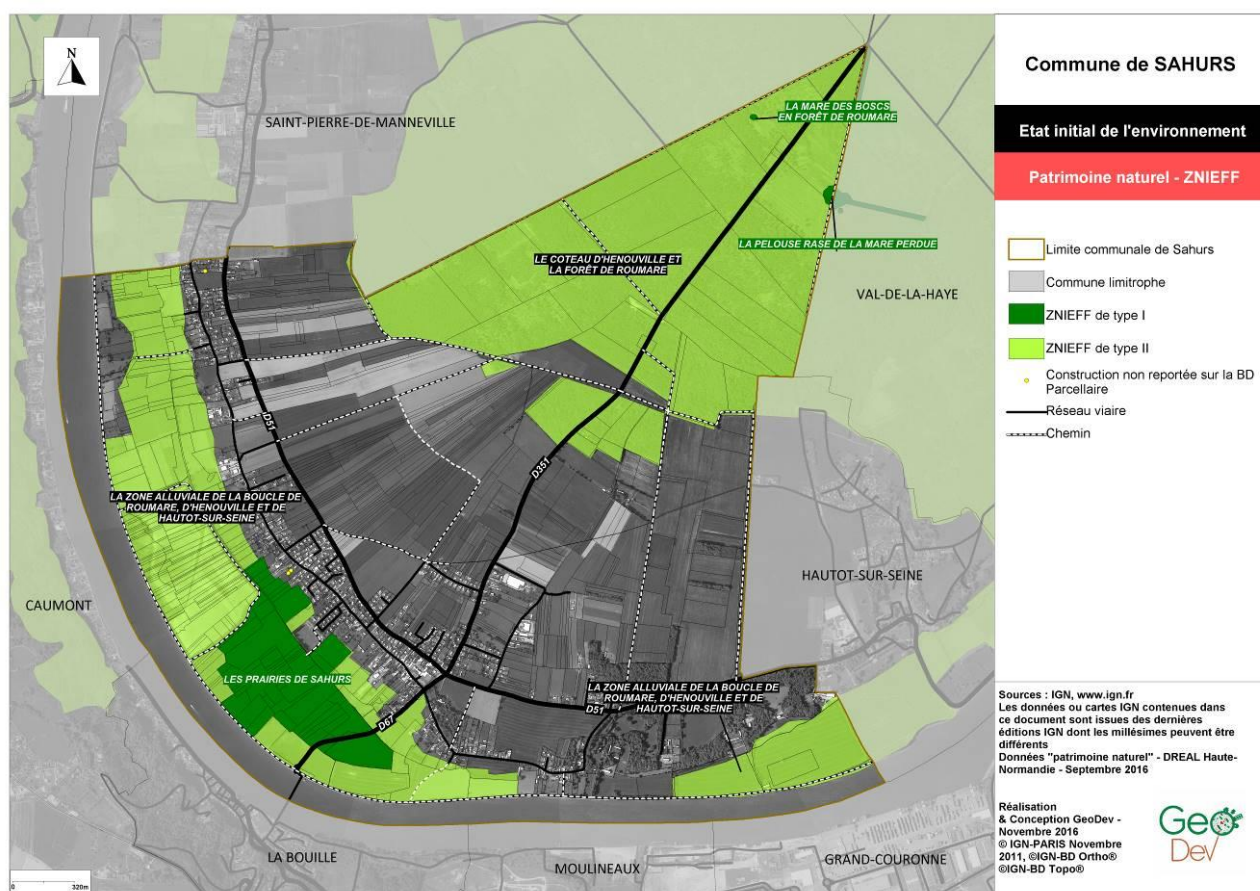 N
SAINT-PIERRE-DE-MANNEVILLE
LA MARE DES BOSCS
EN FORÊT DE ROUMARE
LE COTEAU D'HENOUVILLE ET
LA FORÊT DE ROUMARE
LA PELOUSE RASE DE LA MARE PERDUE
VAL-DE-LA-HAYE
D51
D351
LA ZONE ALLUVIALE DE LA BOUCLE DE
ROUMARE, D'HENOUVILLE ET DE
HAUTOT-SUR-SEINE
HAUTOT-SUR-SEINE
CAUMONT
LES PRAIRIES DE SAHURS
LA ZONE ALLUVIALE DE LA BOUCLE DE
ROUMARE, D'HENOUVILLE ET DE
HAUTOT-SUR-SEINE
D51
D67
LA BOUILLE
MOULINEAUX
GRAND-COURONNE
0 320m
Commune de SAHURS
Etat initial de l'environnement
Patrimoine naturel - ZNIEFF
Limite communale de Sahurs
Commune limitrophe
ZNIEFF de type I
ZNIEFF de type II
Construction non reportée sur la BD
Parcellaire
Réseau viaire
Chemin
Sources : IGN, www.ign.fr
Les données ou cartes IGN contenues dans
ce document sont issues des dernières
éditions IGN dont les millésimes peuvent être
différents
Données "patrimoine naturel" - DREAL Haute-
Normandie - Septembre 2016
Réalisation
& Conception GeoDev -
Novembre 2016
© IGN-PARIS Novembre
2011, ©IGN-BD Ortho®
©IGN-BD Topo®
Geo
Dev